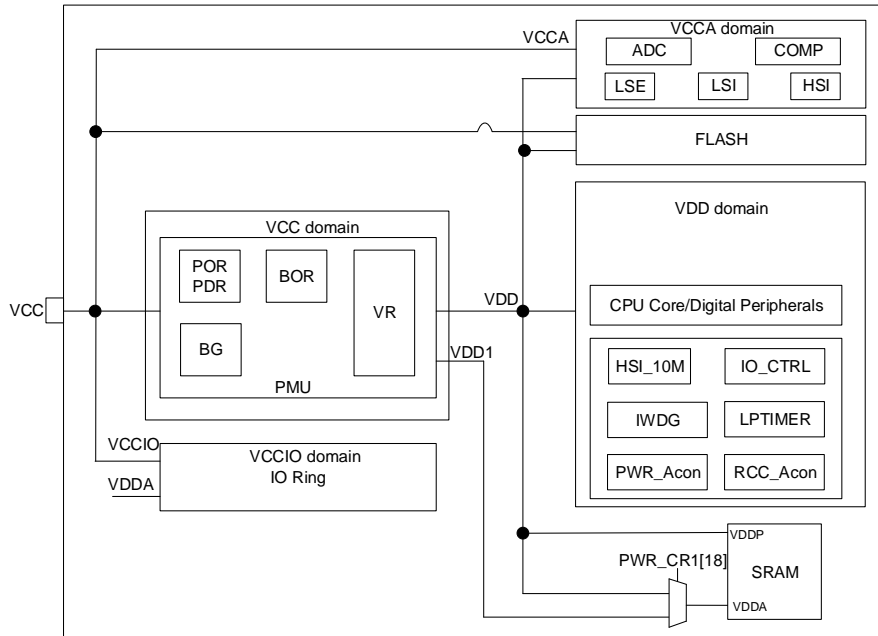 VCCA
VCCA domain
ADC
COMP
LSE
LSI
HSI
FLASH
VCC domain
POR
PDR
BOR
VR
BG
PMU
VCC
VDD
VDD1
VDD domain
CPU Core/Digital Peripherals
HSI_10M
IO_CTRL
IWDG
LPTIMER
PWR_Acon
RCC_Acon
VCCIO
VDDA
VCCIO domain
IO Ring
PWR_CR1[18]
VDDP
SRAM
VDDA